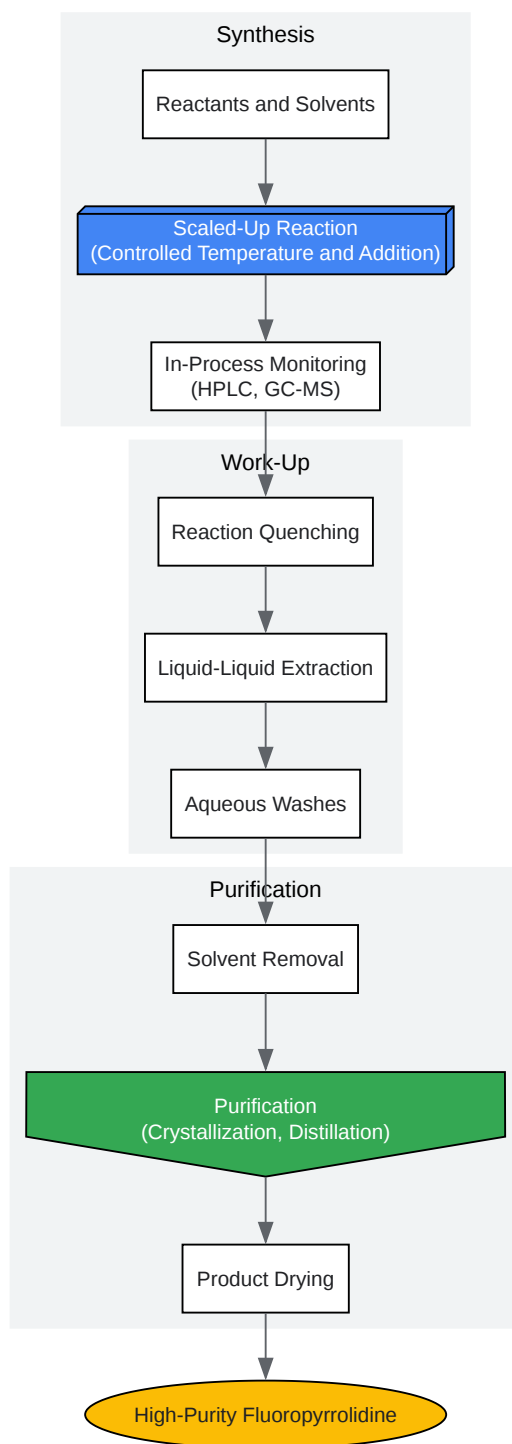 Synthesis
Reactants and Solvents
Scaled-Up Reaction
(Controlled Temperature and Addition)
In-Process Monitoring
(HPLC, GC-MS)
Work-Up
Reaction Quenching
Liquid-Liquid Extraction
Aqueous Washes
Purification
Solvent Removal
Purification
(Crystallization, Distillation)
Product Drying
High-Purity Fluoropyrrolidine